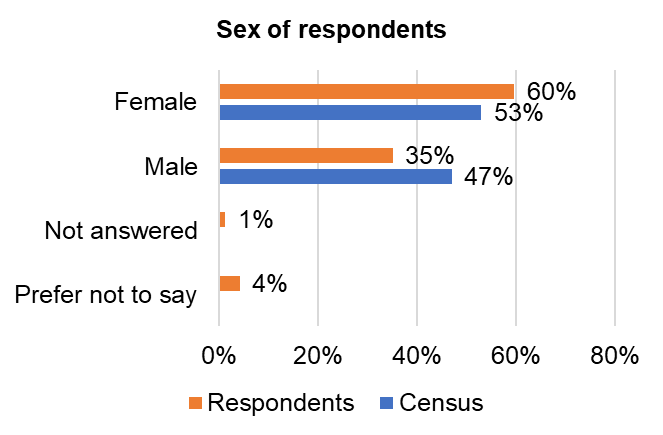 Sex of respondents
Female
60%
53%
Male
35%
47%
Not answered
1%
Prefer not to say
4%
0% 20% 40% 60% 80%
Respondents Census